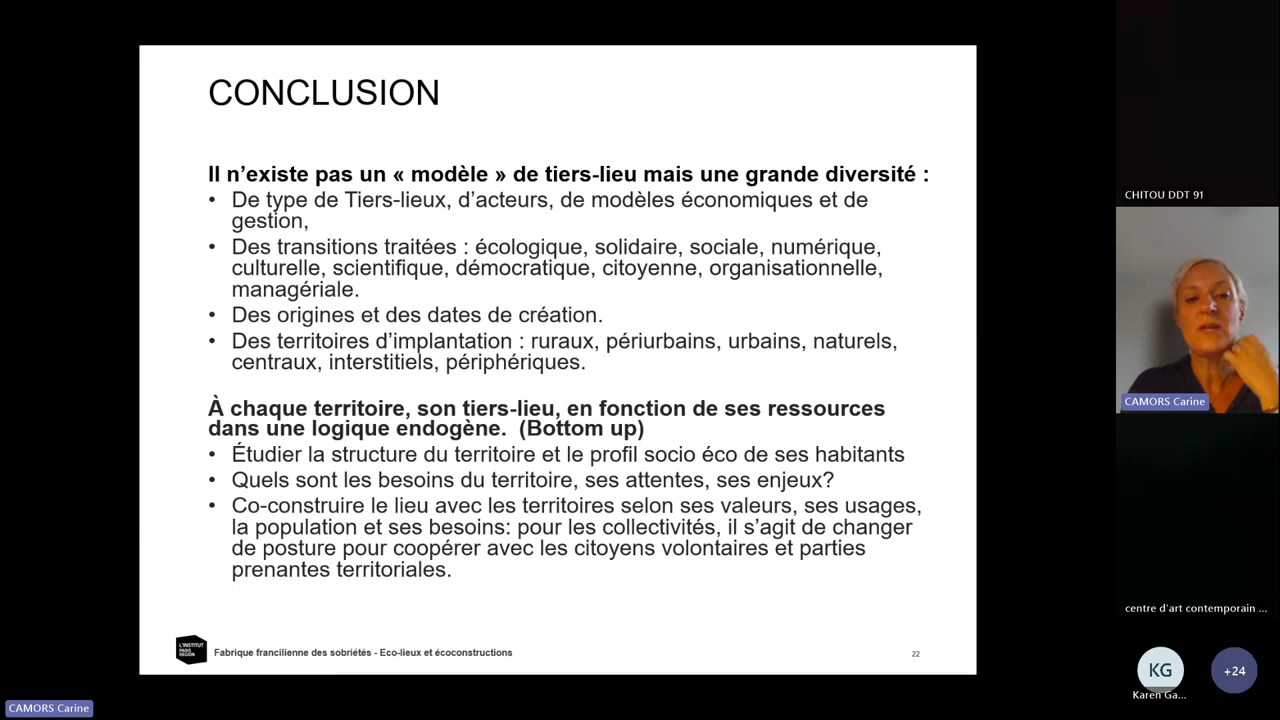 CONCLUSION
Il n’existe pas un « modèle » de tiers-lieu mais une grande diversité :
• De type de Tiers-lieux, d’acteurs, de modèles économiques et de
gestion,
• Des transitions traitées : écologique, solidaire, sociale, numérique,
culturelle, scientifique, démocratique, citoyenne, organisationnelle,
managériale.
• Des origines et des dates de création.
• Des territoires d’implantation : ruraux, périurbains, urbains, naturels,
centraux, interstitiels, périphériques.
À chaque territoire, son tiers-lieu, en fonction de ses ressources
dans une logique endogène. (Bottom up)
• Étudier la structure du territoire et le profil socio éco de ses habitants
• Quels sont les besoins du territoire, ses attentes, ses enjeux?
• Co-construire le lieu avec les territoires selon ses valeurs, ses usages,
la population et ses besoins: pour les collectivités, il s’agit de changer
de posture pour coopérer avec les citoyens volontaires et parties
prenantes territoriales.
L'INSTITUT
PARIS
REGION
Fabrique francilienne des sobriétés - Eco-lieux et écoconstructions
22
CHITOU DDT 91
CAMORS Carine
centre d'art contemporain ...
KG
+24
Karen Ga...
CAMORS Carine